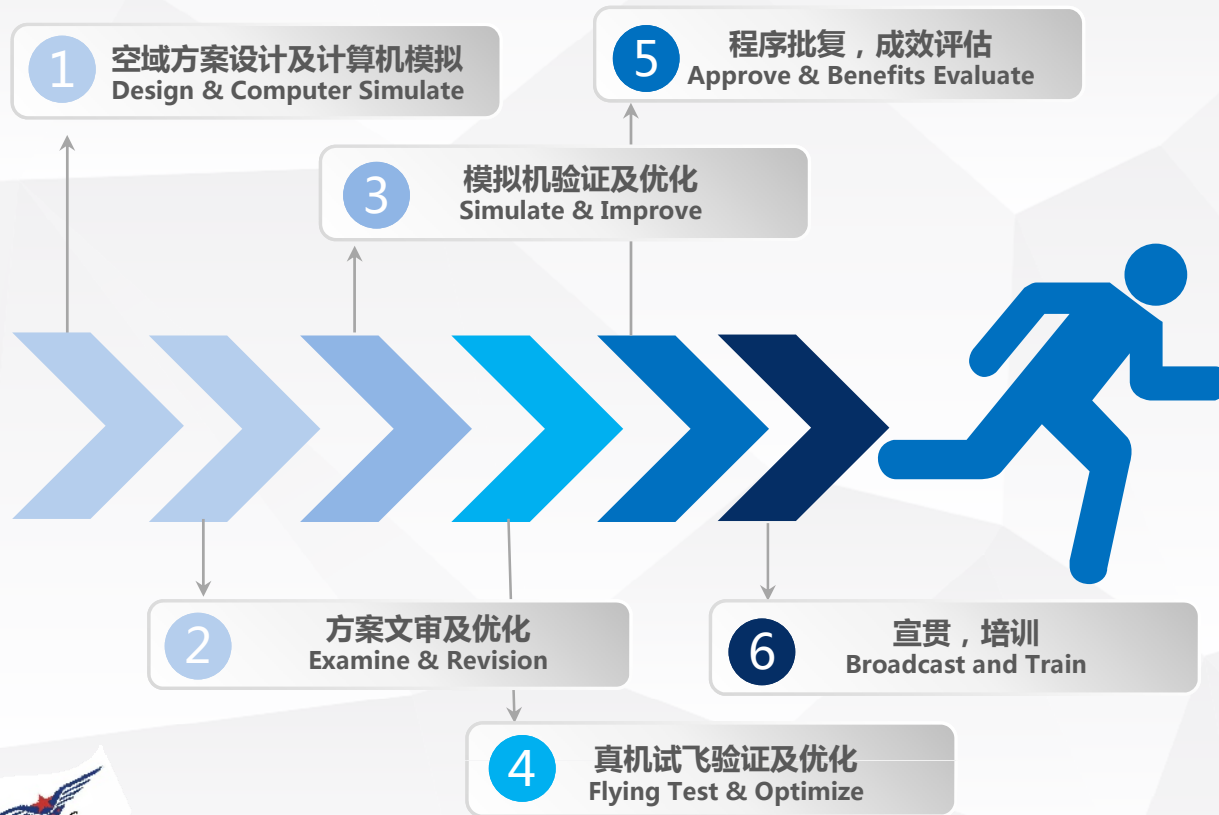 1
空域方案设计及计算机模拟
Design & Computer Simulate
2
方案文审及优化
Examine & Revision
3
模拟机验证及优化
Simulate & Improve
4
真机试飞验证及优化
Flying Test & Optimize
5
程序批复，成效评估
Approve & Benefits Evaluate
6
宣贯，培训
Broadcast and Train